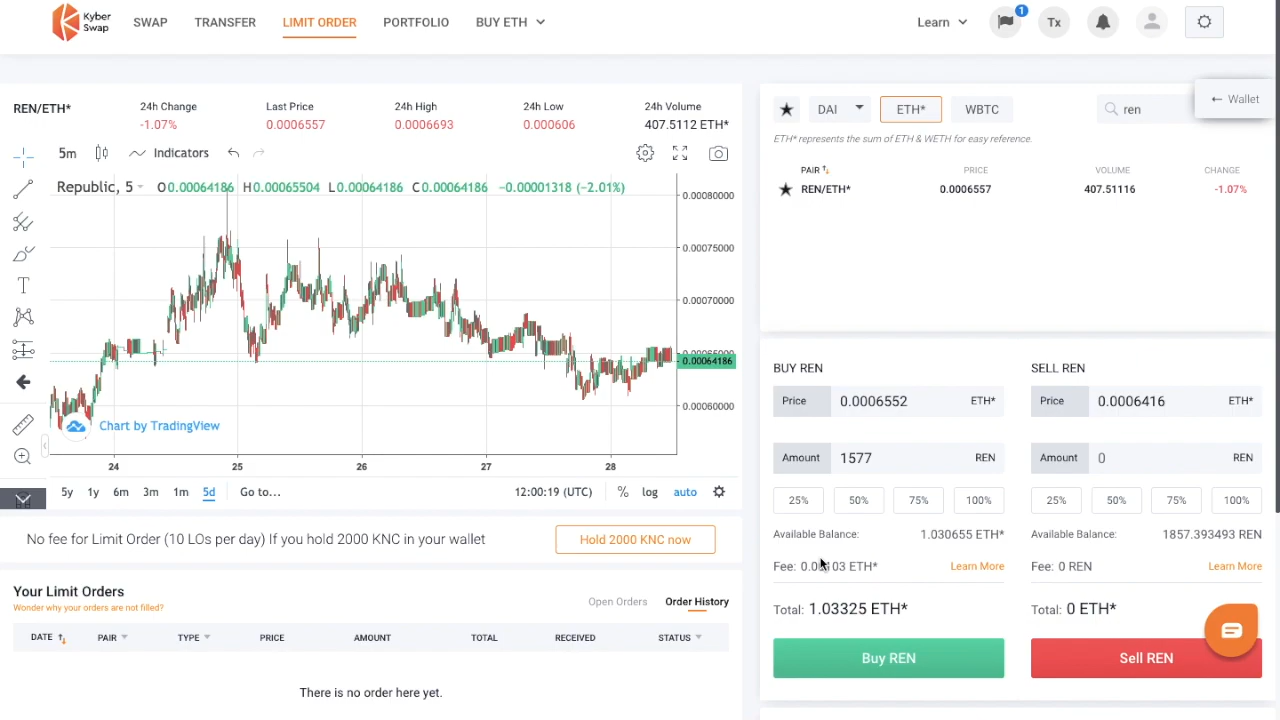 Kyber Swap SWAP TRANSFER LIMIT ORDER PORTFOLIO BUY ETH Learn 1 Tx
← Wallet
REN/ETH*
24h Change Last Price 24h High 24h Low 24h Volume
-1.07% 0.0006557 0.0006693 0.000606 407.5112 ETH*
5m Indicators
Republic, 5 O0.00064186 H0.00065504 L0.00064186 C0.00064186 −0.00001318 (−2.01%)
0.00080000
0.00075000
0.00070000
0.00064186
0.00060000
Chart by TradingView
24 25 26 27 28
5y 1y 6m 3m 1m 5d Go to... 12:00:19 (UTC) % log auto
No fee for Limit Order (10 LOs per day) If you hold 2000 KNC in your wallet Hold 2000 KNC now
Your Limit Orders
Wonder why your orders are not filled?
Open Orders Order History
DATE PAIR TYPE PRICE AMOUNT TOTAL RECEIVED STATUS
There is no order here yet.
DAI ETH* WBTC ren
ETH* represents the sum of ETH & WETH for easy reference.
PAIR PRICE VOLUME CHANGE
REN/ETH* 0.0006557 407.51116 -1.07%
BUY REN
Price 0.0006552 ETH*
Amount 1577 REN
25% 50% 75% 100%
Available Balance: 1.030655 ETH*
Fee: ETH* Learn More
Total: 1.03325 ETH*
Buy REN
SELL REN
Price 0.0006416 ETH*
Amount 0 REN
25% 50% 75% 100%
Available Balance: 1857.393493 REN
Fee: 0 REN Learn More
Total: 0 ETH*
Sell REN